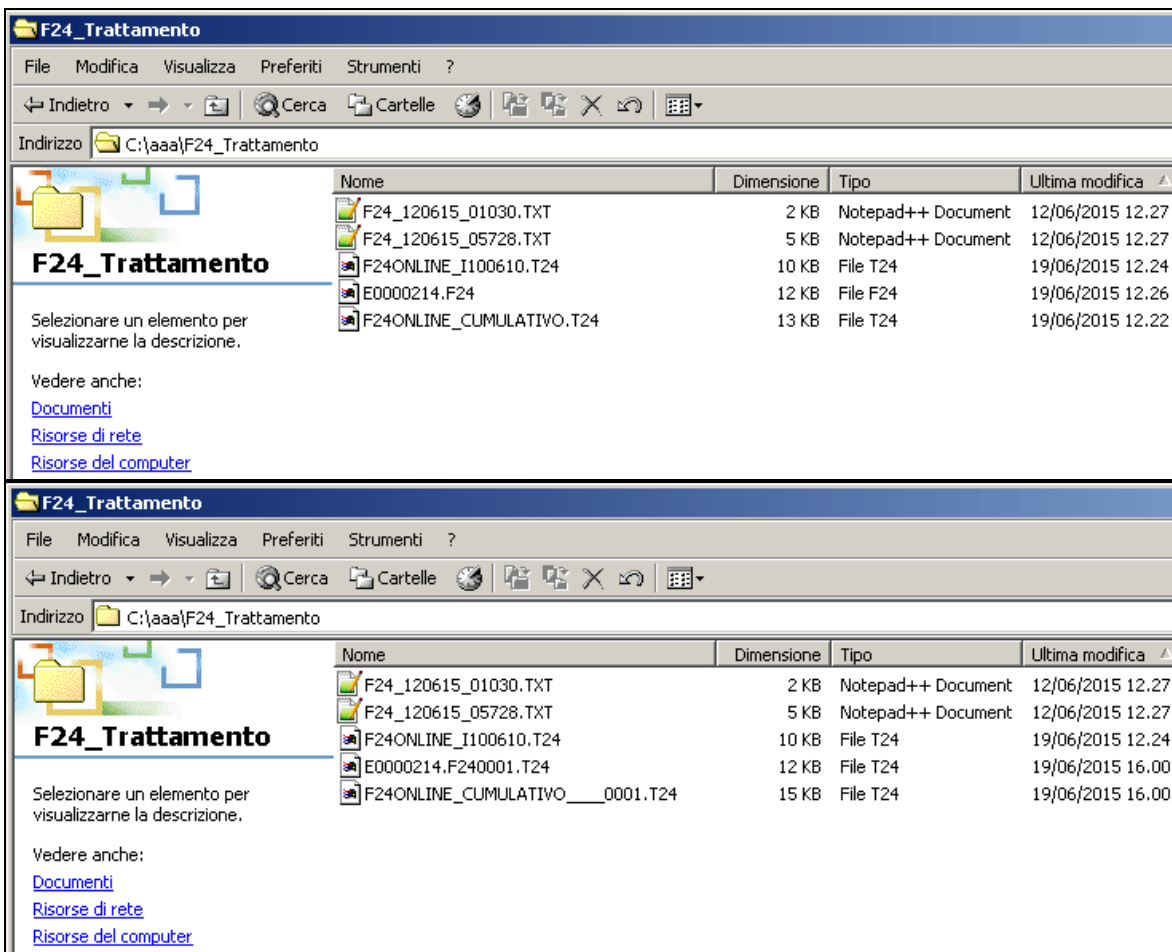 F24_Trattamento
File Modifica Visualizza Preferiti Strumenti ?
Indietro Cerca Cartelle
Indirizzo C:\aaa\F24_Trattamento
Nome Dimensione Tipo Ultima modifica
F24_120615_01030.TXT 2 KB Notepad++ Document 12/06/2015 12.27
F24_120615_05728.TXT 5 KB Notepad++ Document 12/06/2015 12.27
F24ONLINE_I100610.T24 10 KB File T24 19/06/2015 12.24
E0000214.F24 12 KB File F24 19/06/2015 12.26
F24ONLINE_CUMULATIVO.T24 13 KB File T24 19/06/2015 12.22
F24_Trattamento
Selezionare un elemento per
visualizzarne la descrizione.
Vedere anche:
Documenti
Risorse di rete
Risorse del computer
F24_Trattamento
File Modifica Visualizza Preferiti Strumenti ?
Indietro Cerca Cartelle
Indirizzo C:\aaa\F24_Trattamento
Nome Dimensione Tipo Ultima modifica
F24_120615_01030.TXT 2 KB Notepad++ Document 12/06/2015 12.27
F24_120615_05728.TXT 5 KB Notepad++ Document 12/06/2015 12.27
F24ONLINE_I100610.T24 10 KB File T24 19/06/2015 12.24
E0000214.F240001.T24 12 KB File T24 19/06/2015 16.00
F24ONLINE_CUMULATIVO____0001.T24 15 KB File T24 19/06/2015 16.00
F24_Trattamento
Selezionare un elemento per
visualizzarne la descrizione.
Vedere anche:
Documenti
Risorse di rete
Risorse del computer